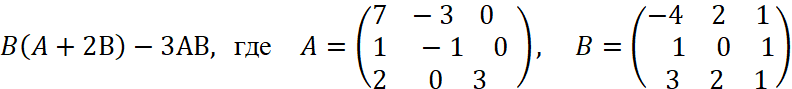 B(A + 2B) − 3AB, где A = (7 − 3 0
1 − 1 0
2 0 3), B = (−4 2 1
1 0 1
3 2 1)